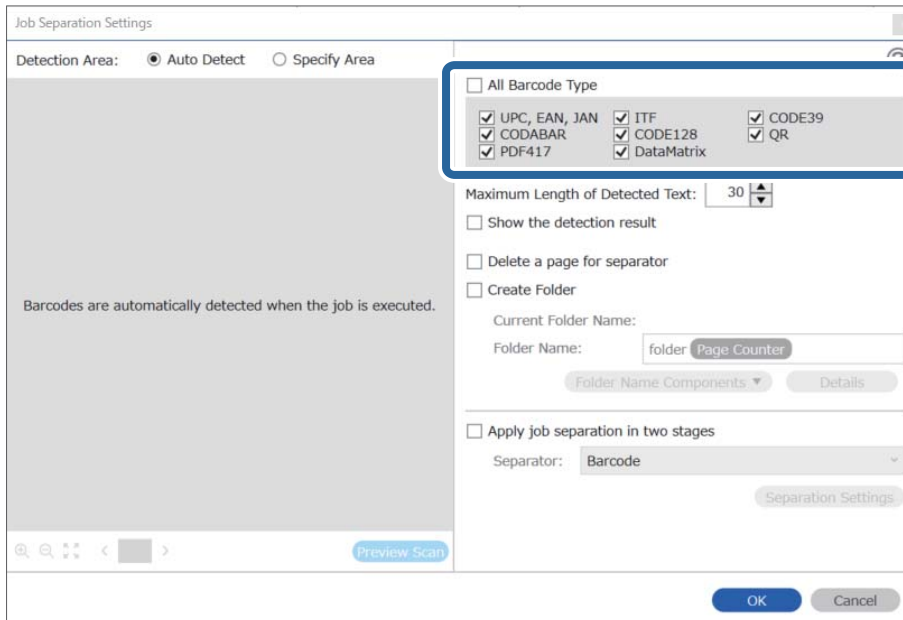 Job Separation Settings
Detection Area: Auto Detect Specify Area
All Barcode Type
UPC, EAN, JAN ITF CODE39
CODABAR CODE128 QR
PDF417 DataMatrix
Maximum Length of Detected Text: 30
Show the detection result
Delete a page for separator
Barcodes are automatically detected when the job is executed.
Create Folder
Current Folder Name:
Folder Name: folder Page Counter
Folder Name Components Details
Apply job separation in two stages
Separator: Barcode
Separation Settings
Preview Scan
OK Cancel